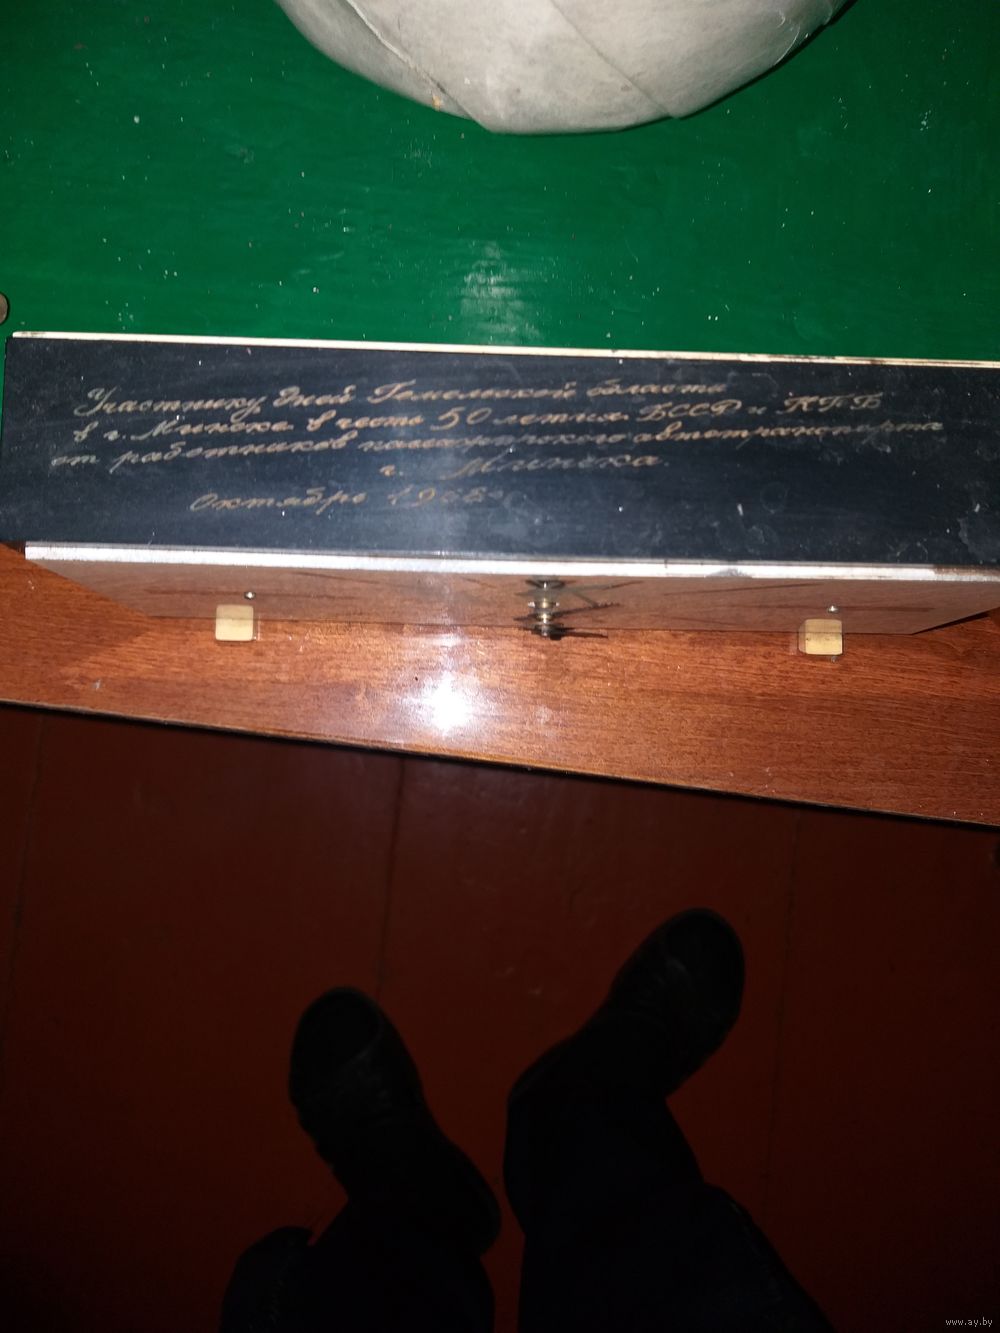 Участнику дней Гомельской области
в г. Минске в честь 50 летия БССР и КПБ
от работников пассажирского автотранспорта
г. Минска.
Октябрь 1968
www.ay.by